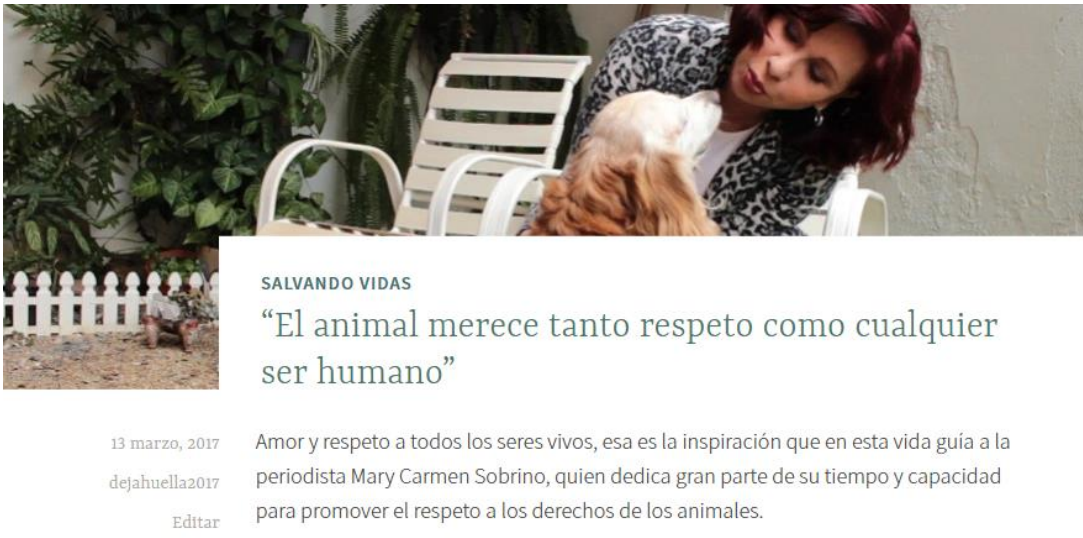 SALVANDO VIDAS
“El animal merece tanto respeto como cualquier
ser humano”
13 marzo, 2017
dejahuella2017
Editar
Amor y respeto a todos los seres vivos, esa es la inspiración que en esta vida guía a la
periodista Mary Carmen Sobrino, quien dedica gran parte de su tiempo y capacidad
para promover el respeto a los derechos de los animales.